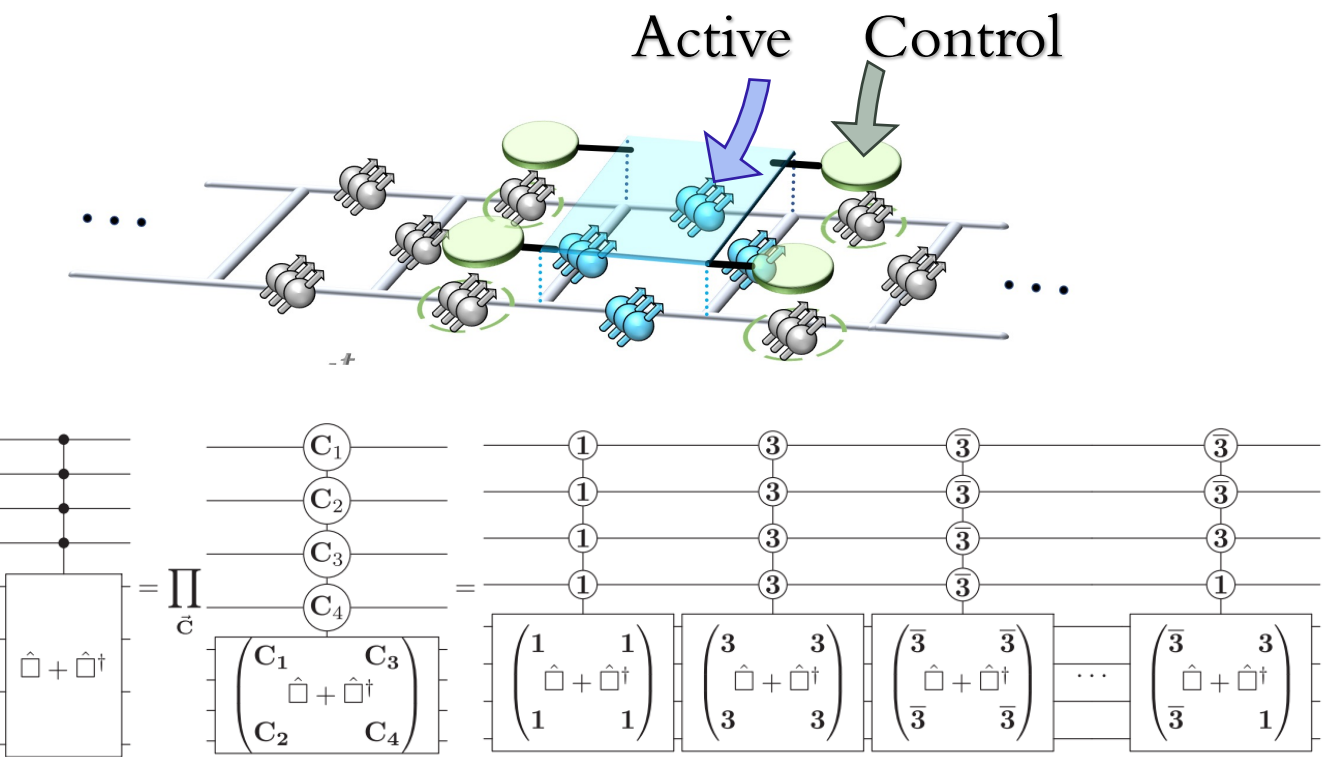 Active Control
• • •
• • •
C₁ 1 3 3̅ 3̅
C₂ 1 3 3̅ 3̅
C₃ 1 3 3̅ 3
= ∏ C₄ = 1 3 3̅ 1
C⃗
C₁ C₃ 1 1 3 3 3̅ 3̅ 3̅ 3
□̂ + □̂† □̂ + □̂† □̂ + □̂† □̂ + □̂† □̂ + □̂† ··· □̂ + □̂†
C₂ C₄ 1 1 3 3 3̅ 3̅ 3̅ 1